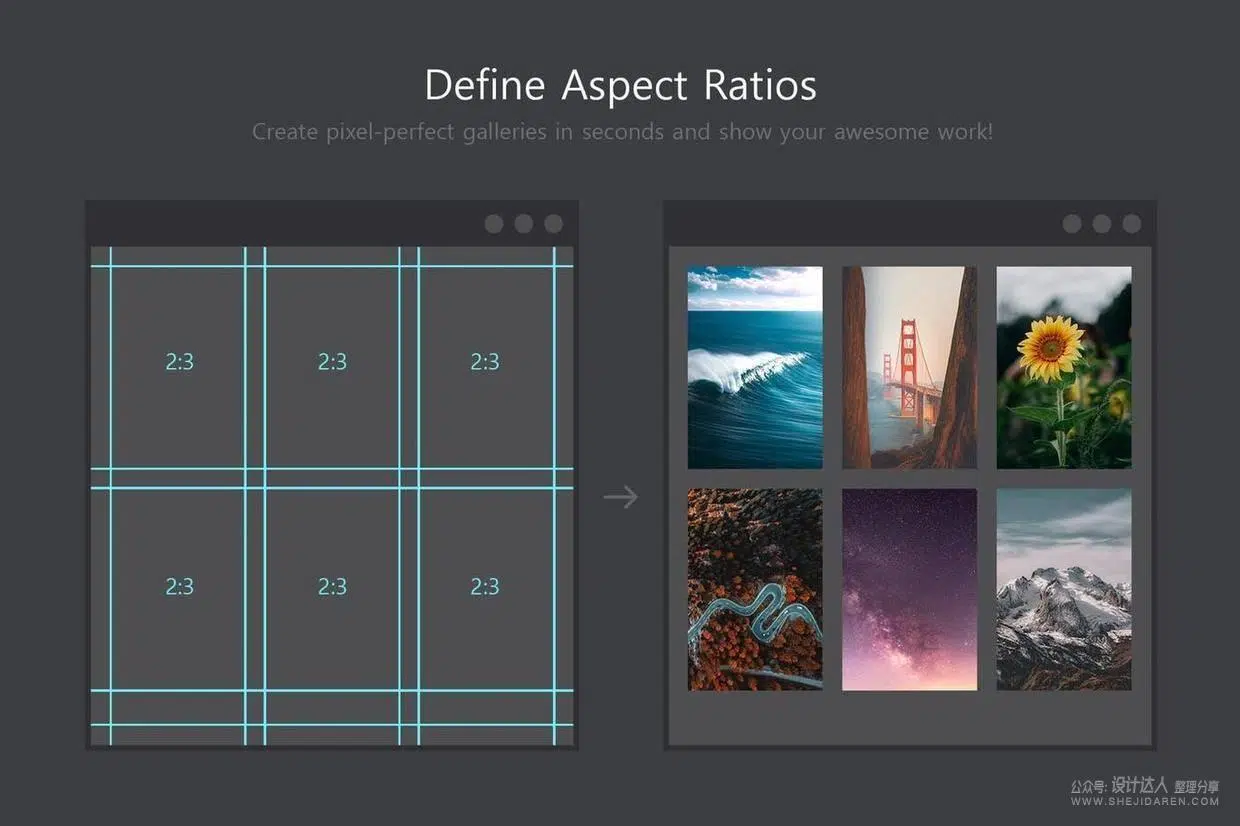 Define Aspect Ratios
Create pixel-perfect galleries in seconds and show your awesome work!
2:3 2:3 2:3
2:3 2:3 2:3
公众号: 设计达人 整理分享
WWW.SHEJIDAREN.COM